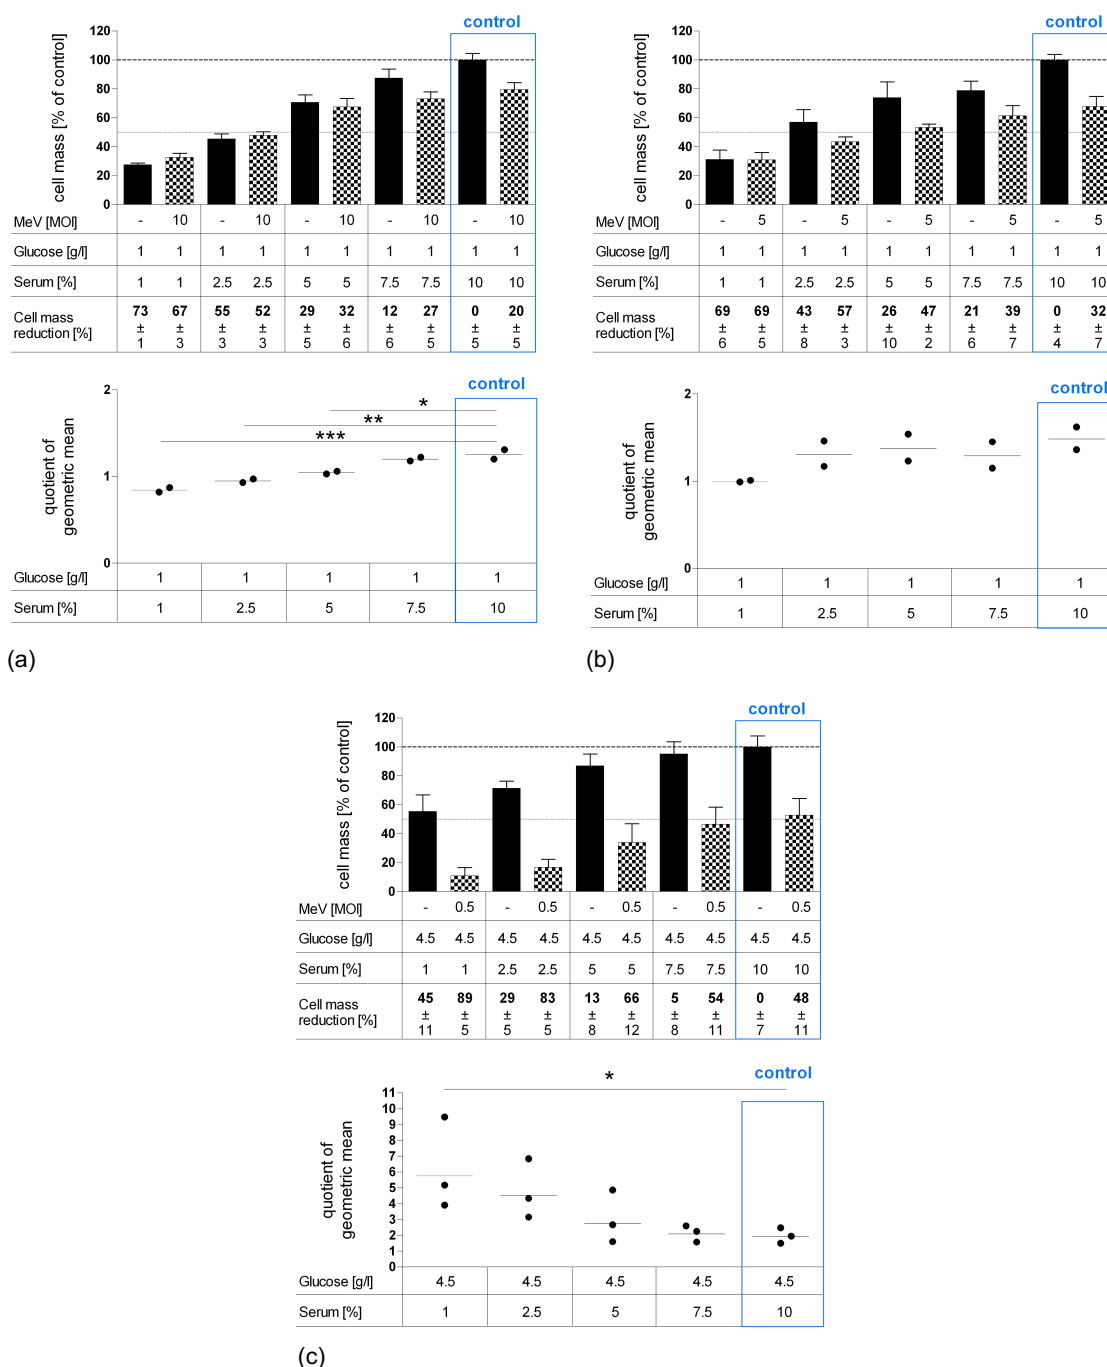 control
cell mass [% of control]
120
100
80
60
40
20
0
MeV [MOI] - 10 - 10 - 10 - 10 - 10
Glucose [g/l] 1 1 1 1 1 1 1 1 1 1
Serum [%] 1 1 2.5 2.5 5 5 7.5 7.5 10 10
Cell mass reduction [%] 73 67 55 52 29 32 12 27 0 20
± ± ± ± ± ± ± ± ± ±
1 3 3 3 5 6 6 5 5 5
control
quotient of geometric mean
2
1
0
*
**
***
Glucose [g/l] 1 1 1 1 1
Serum [%] 1 2.5 5 7.5 10
(a)
control
cell mass [% of control]
120
100
80
60
40
20
0
MeV [MOI] - 5 - 5 - 5 - 5 - 5
Glucose [g/l] 1 1 1 1 1 1 1 1 1 1
Serum [%] 1 1 2.5 2.5 5 5 7.5 7.5 10 10
Cell mass reduction [%] 69 69 43 57 26 47 21 39 0 32
± ± ± ± ± ± ± ± ± ±
6 5 8 3 10 2 6 7 4 7
control
quotient of geometric mean
2
1
0
Glucose [g/l] 1 1 1 1 1
Serum [%] 1 2.5 5 7.5 10
(b)
control
cell mass [% of control]
120
100
80
60
40
20
0
MeV [MOI] - 0.5 - 0.5 - 0.5 - 0.5 - 0.5
Glucose [g/l] 4.5 4.5 4.5 4.5 4.5 4.5 4.5 4.5 4.5 4.5
Serum [%] 1 1 2.5 2.5 5 5 7.5 7.5 10 10
Cell mass reduction [%] 45 89 29 83 13 66 5 54 0 48
± ± ± ± ± ± ± ± ± ±
11 5 5 5 8 12 8 11 7 11
control
*
quotient of geometric mean
11
10
9
8
7
6
5
4
3
2
1
0
Glucose [g/l] 4.5 4.5 4.5 4.5 4.5
Serum [%] 1 2.5 5 7.5 10
(c)